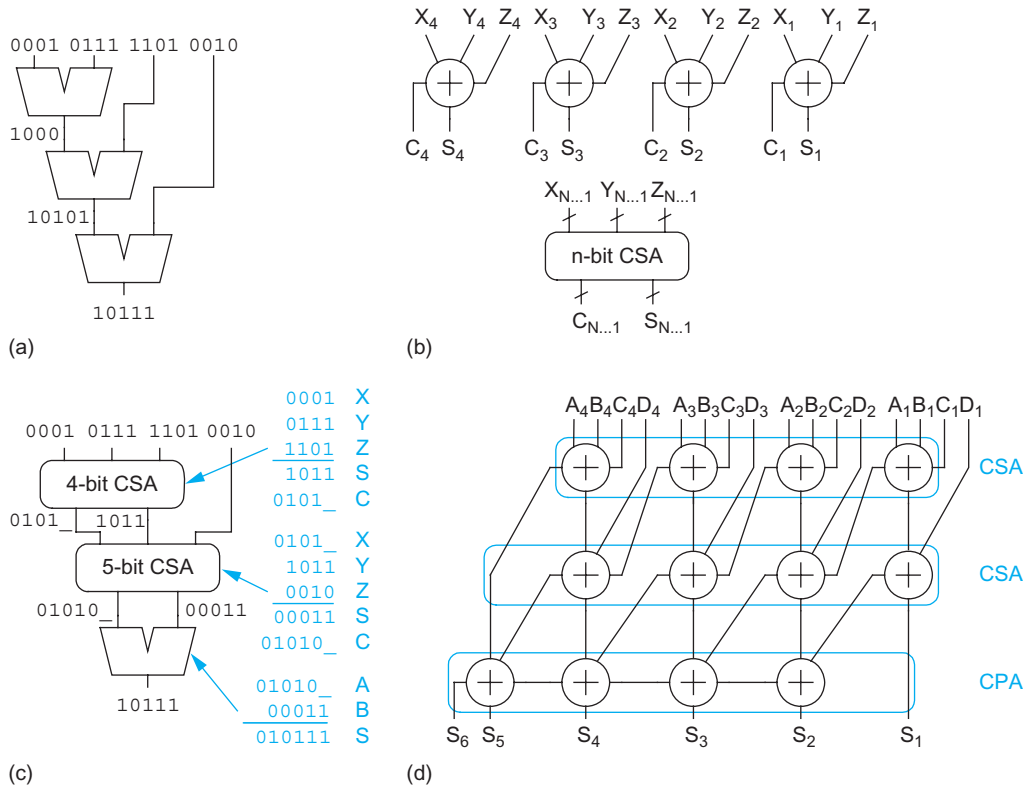 0001 0111 1101 0010
1000
10101
10111
(a)
X4 Y4 Z4 X3 Y3 Z3 X2 Y2 Z2 X1 Y1 Z1
C4 S4 C3 S3 C2 S2 C1 S1
XN...1 YN...1 ZN...1
n-bit CSA
CN...1 SN...1
(b)
0001 0111 1101 0010
4-bit CSA
0101_ 1011
5-bit CSA
01010_ 00011
10111
0001 X
0111 Y
1101 Z
1011 S
0101_ C
0101_ X
1011 Y
0010 Z
00011 S
01010_ C
01010_ A
00011 B
010111 S
(c)
A4B4C4D4 A3B3C3D3 A2B2C2D2 A1B1C1D1
CSA
CSA
CPA
S6 S5 S4 S3 S2 S1
(d)